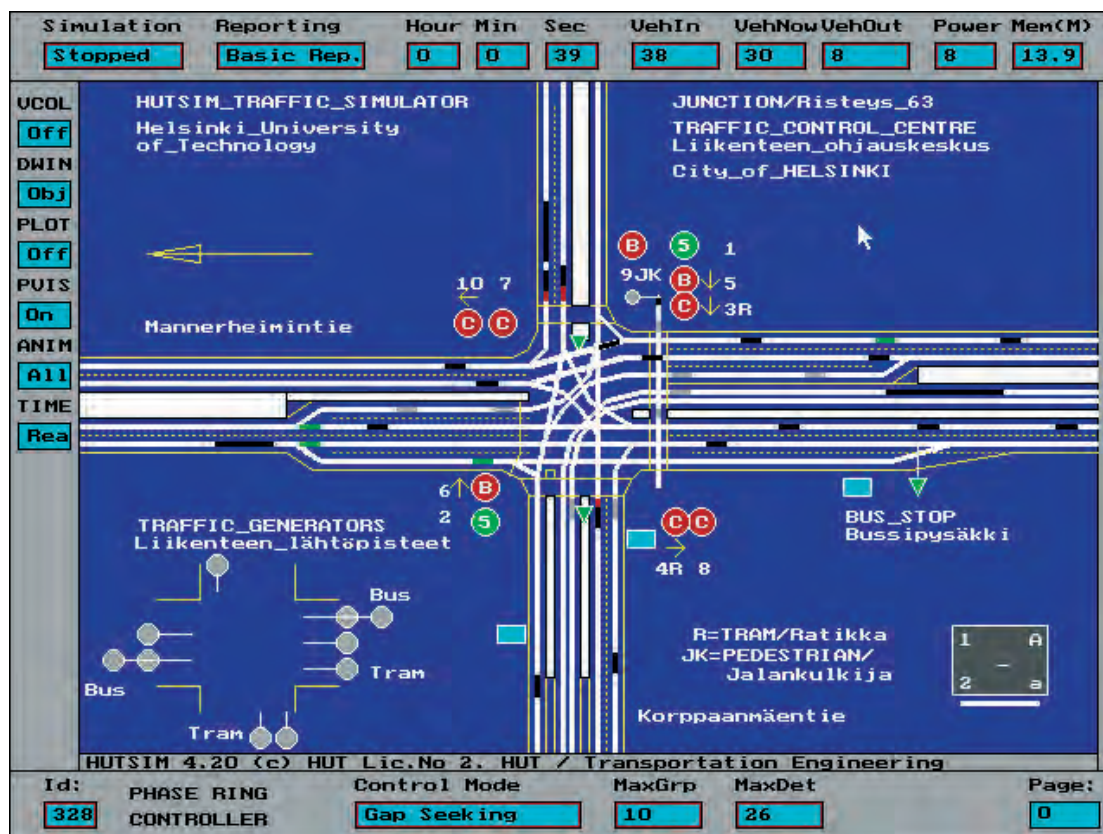 Simulation Reporting Hour Min Sec VehIn VehNow VehOut Power Mem(M)
Stopped Basic Rep. 0 0 39 38 30 8 8 13.9
VCOL
Off
DWIN
Obj
PLOT
Off
PVIS
On
ANIM
All
TIME
Rea
HUTSIM_TRAFFIC_SIMULATOR
Helsinki_University
of_Technology
JUNCTION/Risteys_63
TRAFFIC_CONTROL_CENTRE
Liikenteen_ohjauskeskus
City_of_HELSINKI
B S 1
9JK B 5
C 3R
10 7
C C
Mannerheimintie
6 B
2 S
C C
4R 8
BUS_STOP
Bussipysäkki
TRAFFIC_GENERATORS
Liikenteen_lähtöpisteet
Bus
Tram
Bus
Tram
R=TRAM/Ratikka
JK=PEDESTRIAN/
Jalankulkija
1 A
2 a
Korppaanmäentie
HUTSIM 4.20 (c) HUT Lic.No 2. HUT / Transportation Engineering
Id: PHASE RING Control Mode MaxGrp MaxDet Page:
328 CONTROLLER Gap Seeking 10 26 0